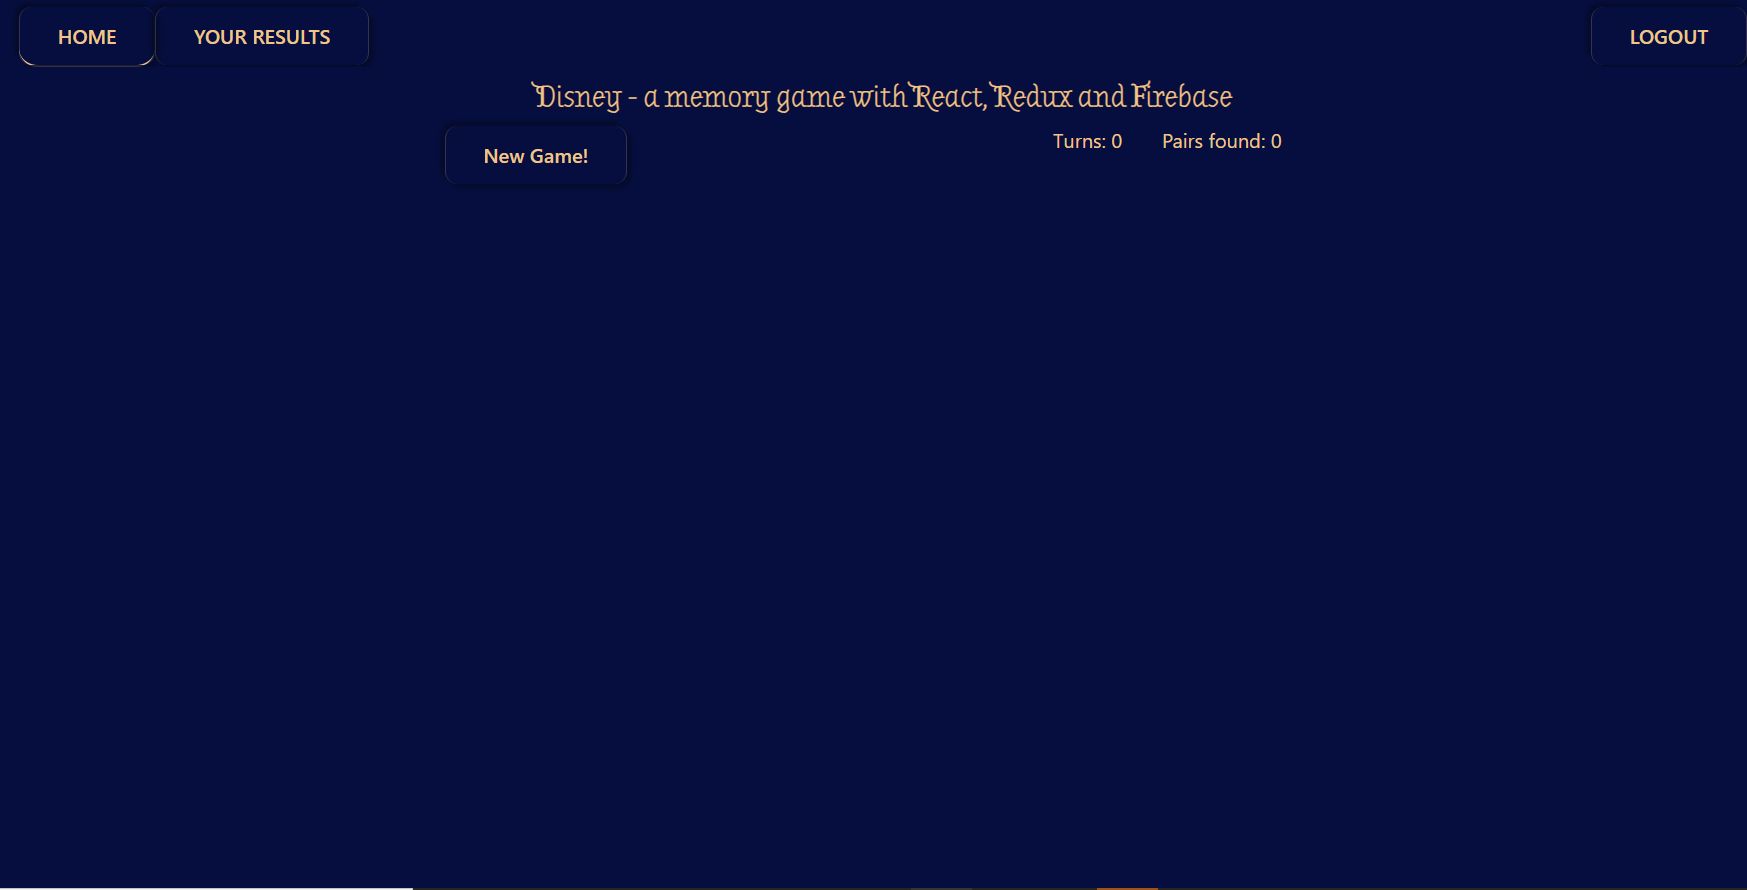 HOME YOUR RESULTS LOGOUT
Disney - a memory game with React, Redux and Firebase
New Game! Turns: 0 Pairs found: 0